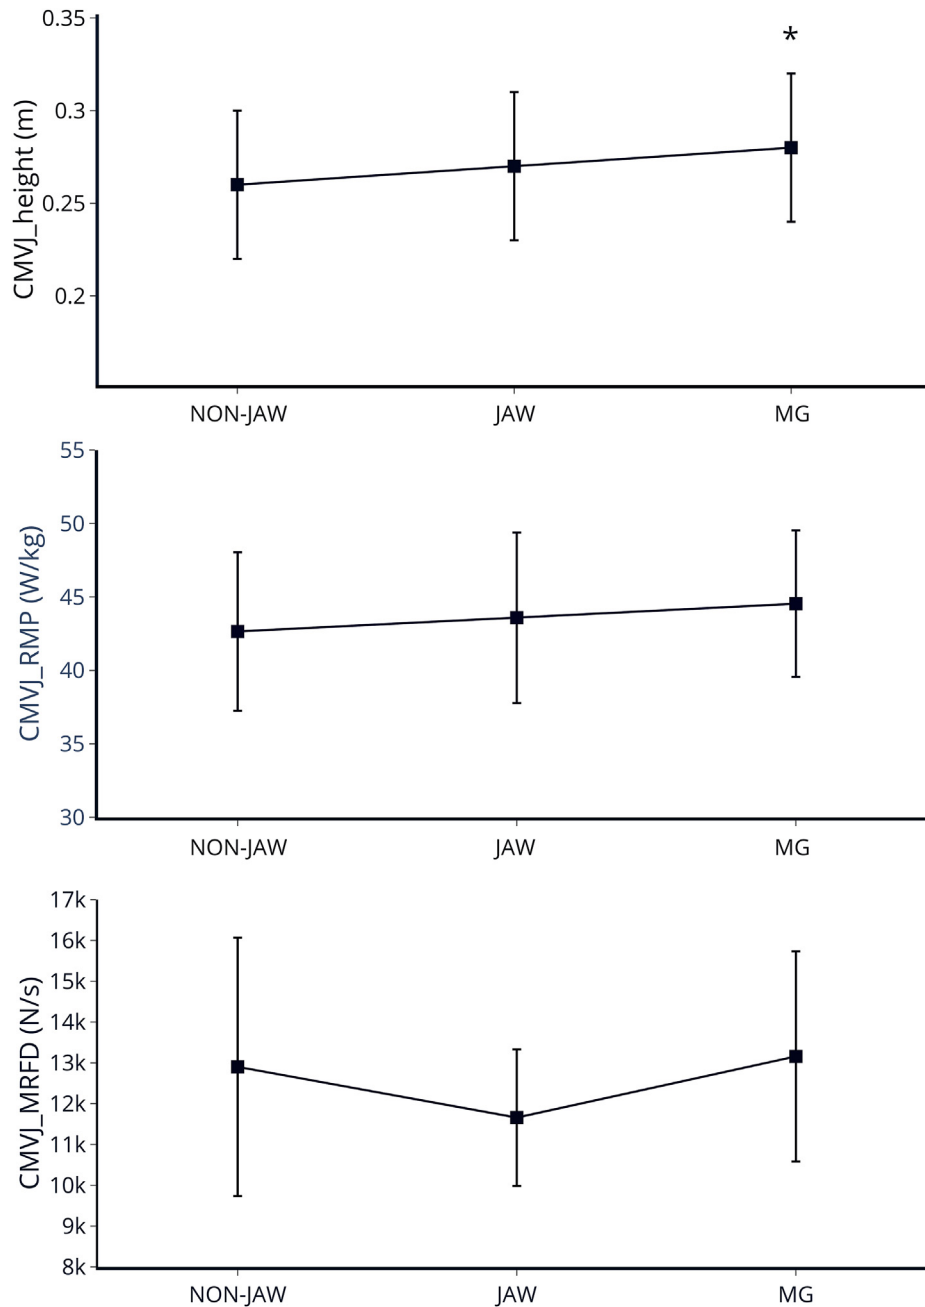 CMVJ_height (m)
0.35
0.3
0.25
0.2
*
NON-JAW JAW MG
CMVJ_RMP (W/kg)
55
50
45
40
35
30
NON-JAW JAW MG
CMVJ_MRFD (N/s)
17k
16k
15k
14k
13k
12k
11k
10k
9k
8k
NON-JAW JAW MG